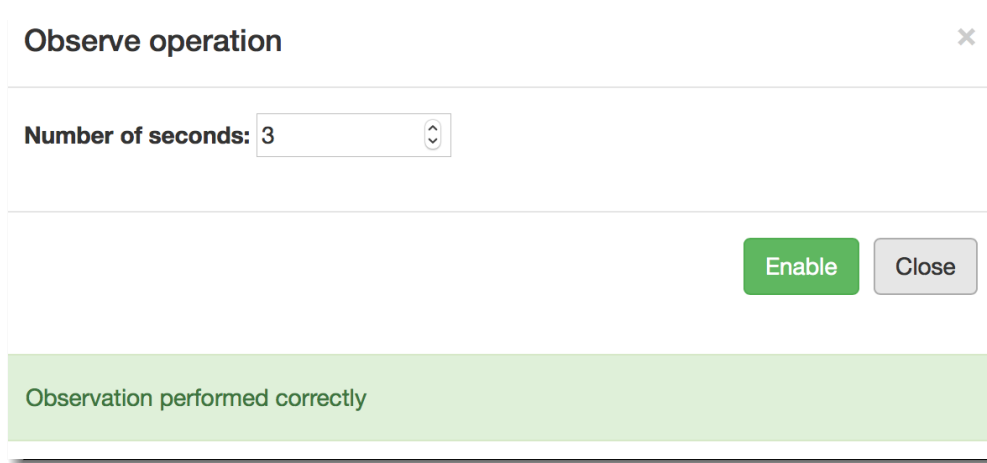 Observe operation ×
Number of seconds: 3
Enable Close
Observation performed correctly